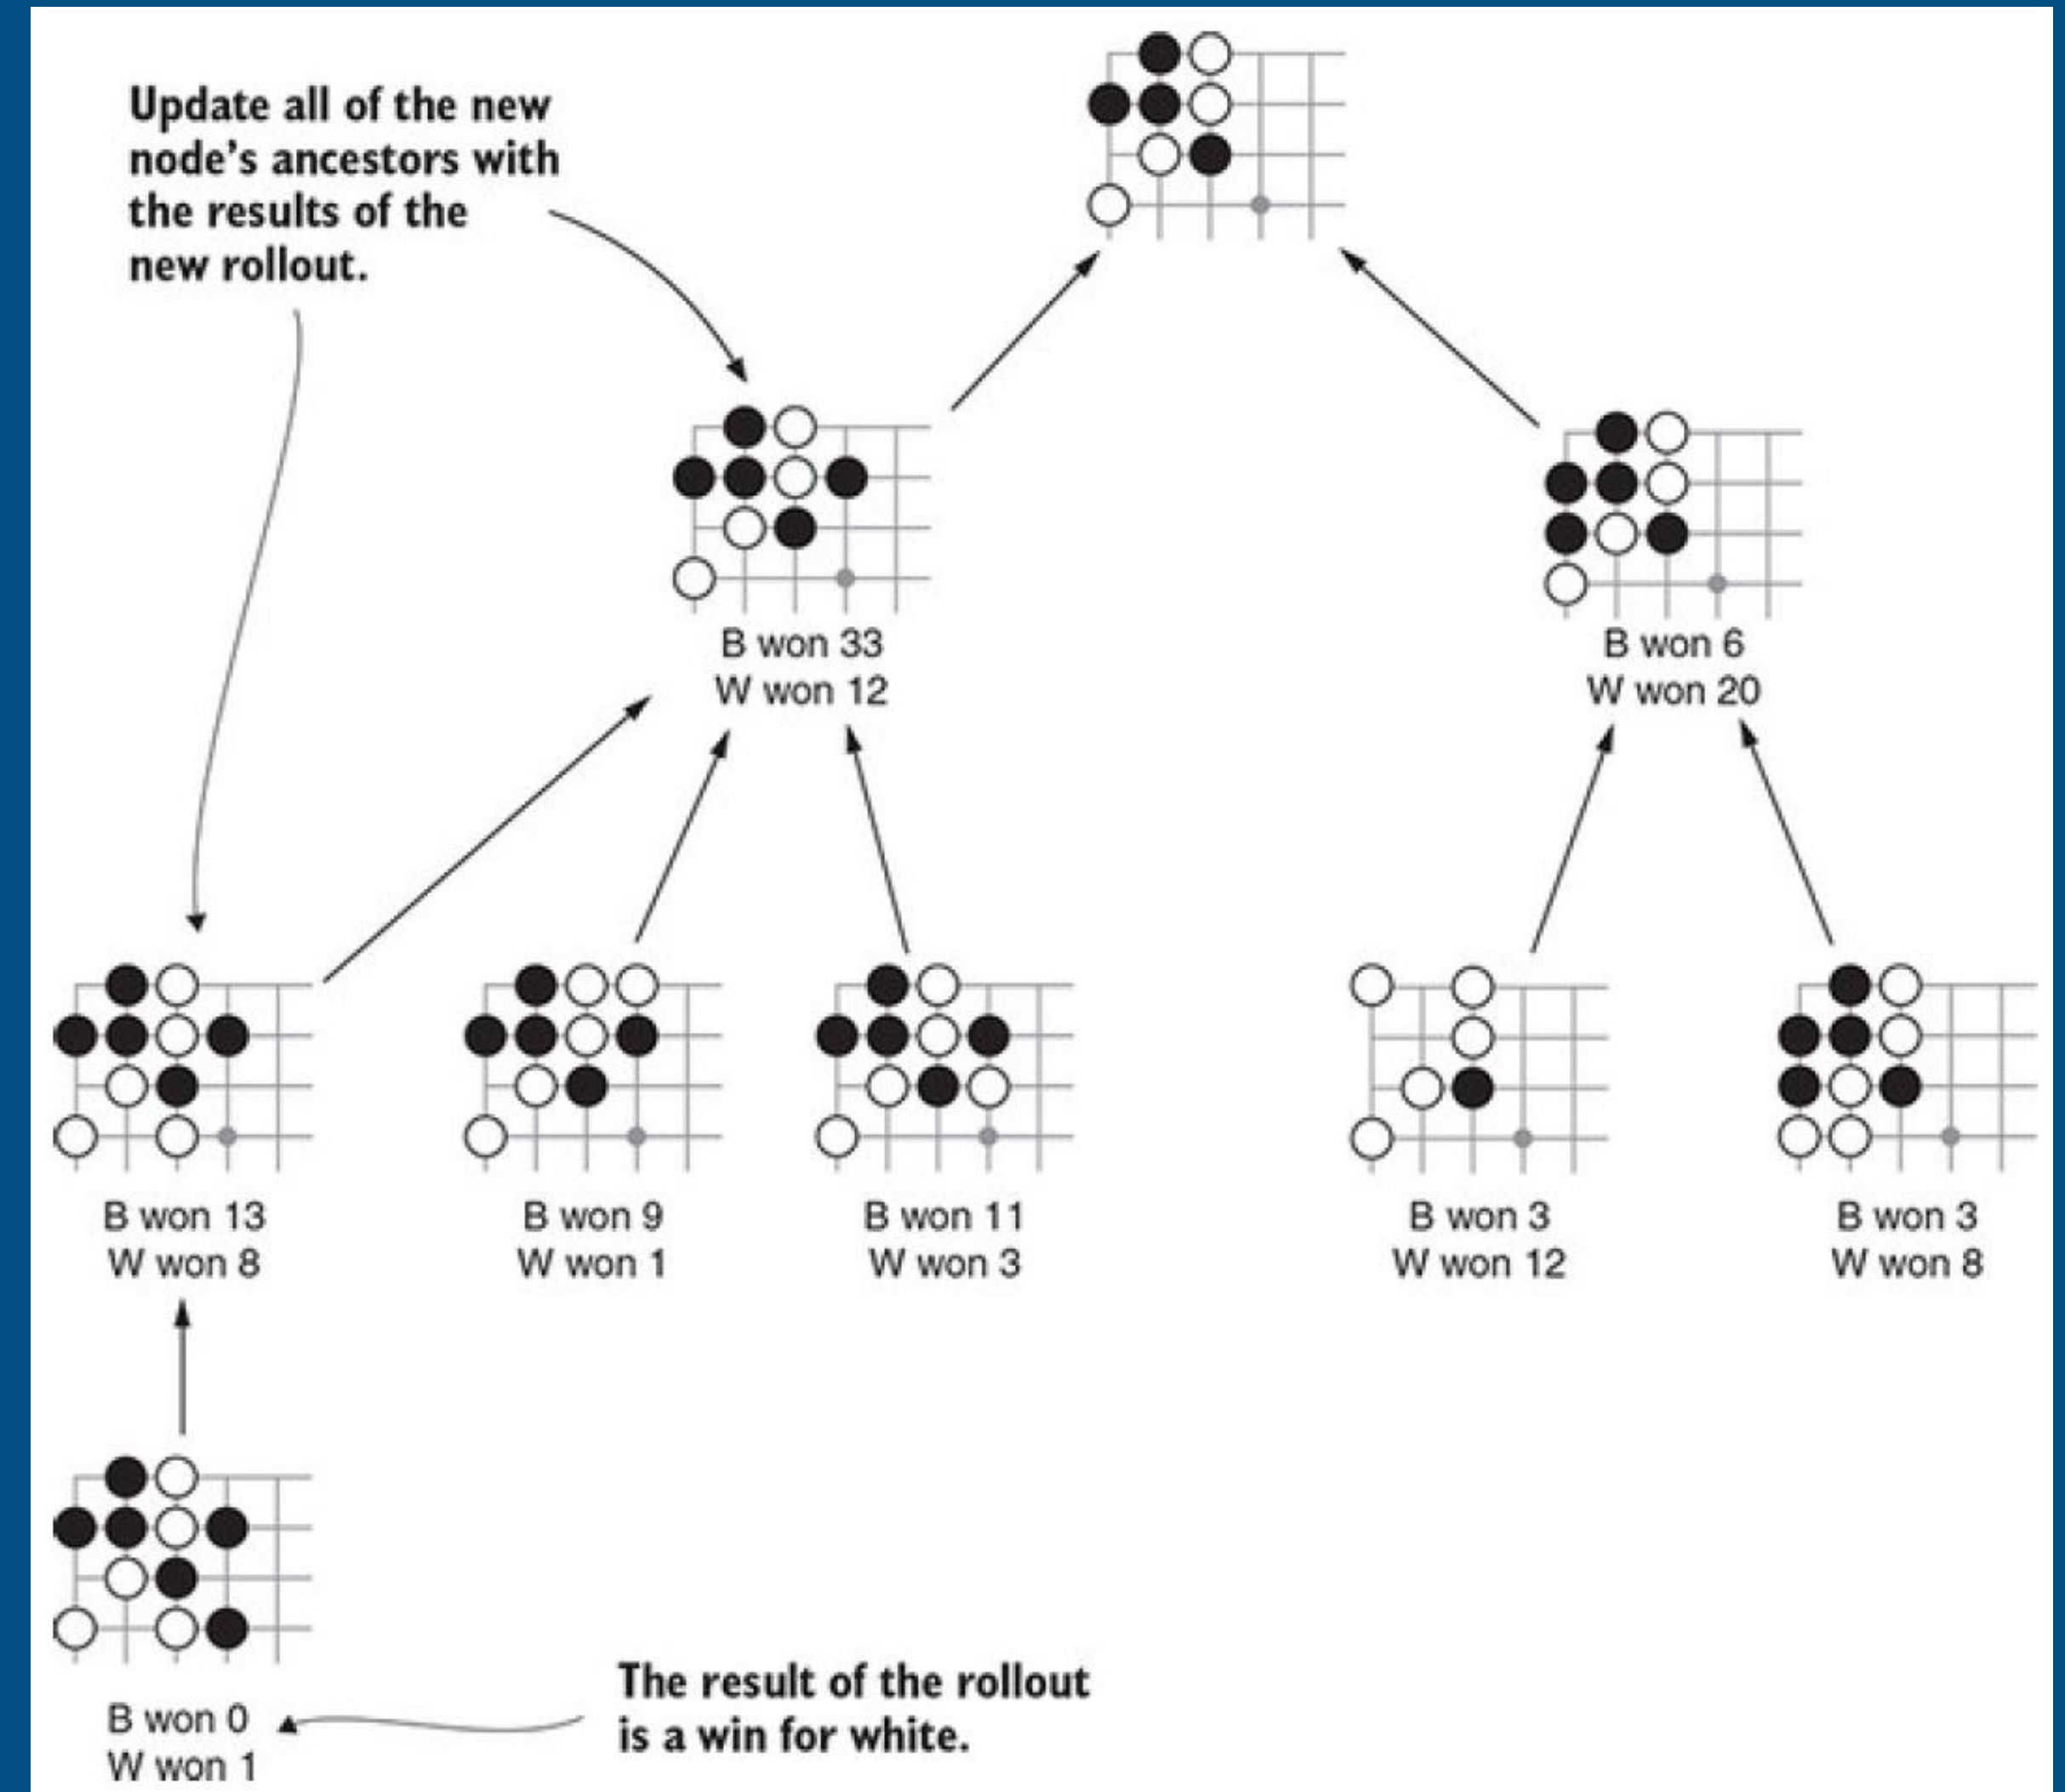 Update all of the new
node's ancestors with
the results of the
new rollout.
B won 33
W won 12
B won 6
W won 20
B won 13
W won 8
B won 9
W won 1
B won 11
W won 3
B won 3
W won 12
B won 3
W won 8
B won 0
W won 1
The result of the rollout
is a win for white.